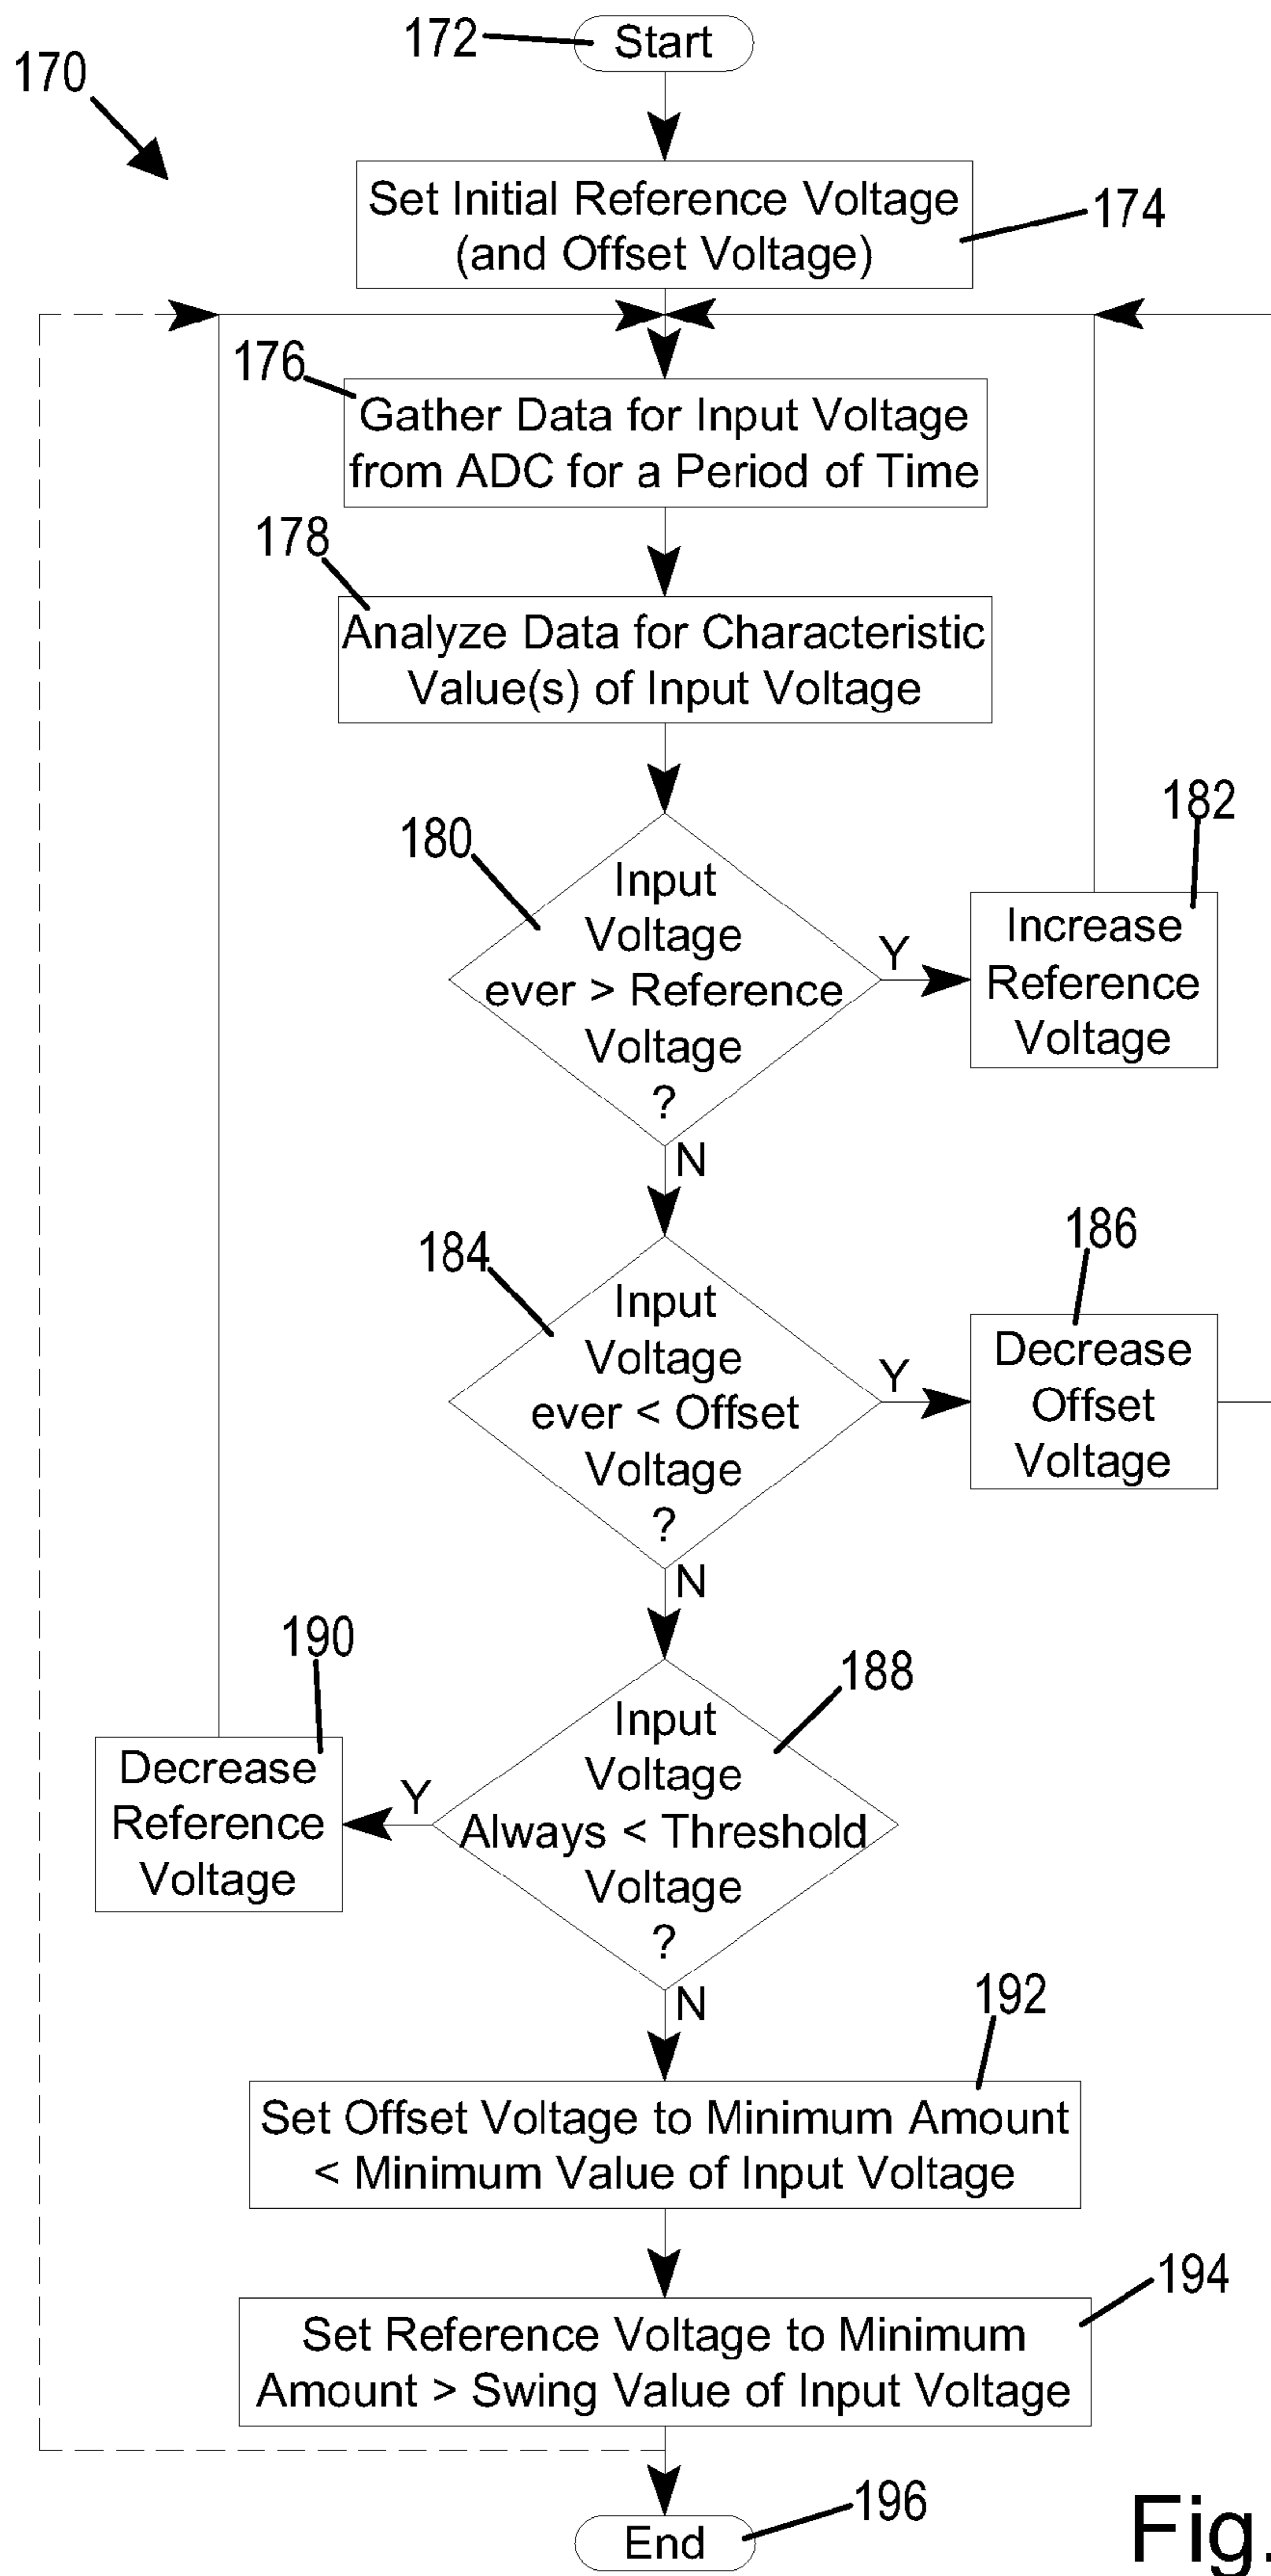 172
Start
170
Set Initial Reference Voltage
(and Offset Voltage)
174
176
Gather Data for Input Voltage
from ADC for a Period of Time
178
Analyze Data for Characteristic
Value(s) of Input Voltage
180
Input
Voltage
ever > Reference
Voltage
?
Y
182
Increase
Reference
Voltage
N
184
Input
Voltage
ever < Offset
Voltage
?
Y
186
Decrease
Offset
Voltage
N
188
Input
Voltage
Always < Threshold
Voltage
?
Y
190
Decrease
Reference
Voltage
N
192
Set Offset Voltage to Minimum Amount
< Minimum Value of Input Voltage
194
Set Reference Voltage to Minimum
Amount > Swing Value of Input Voltage
196
End
Fig.